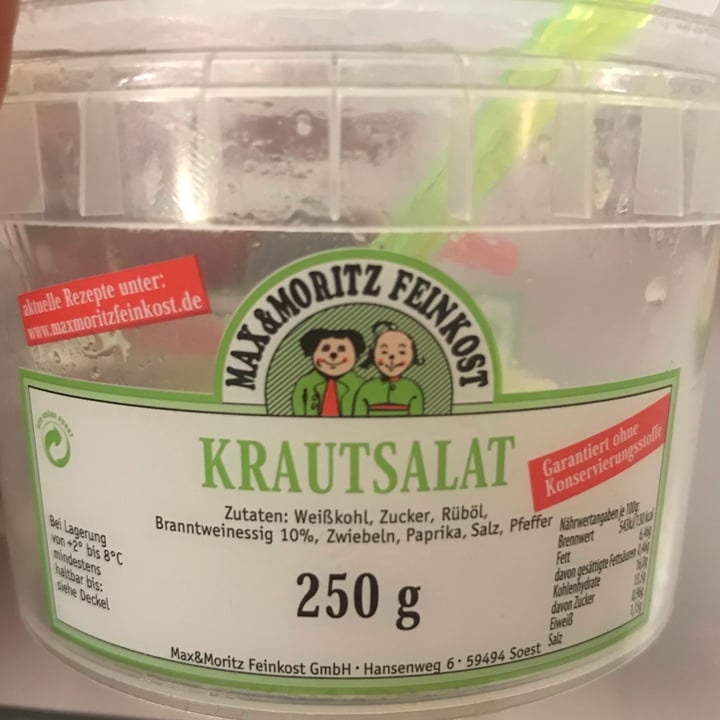 aktuelle Rezepte unter:
www.maxmoritzfeinkost.de
MAX&MORITZ FEINKOST
KRAUTSALAT
Garantiert ohne
Konservierungsstoffe
Zutaten: Weißkohl, Zucker, Rüböl,
Branntweinessig 10%, Zwiebeln, Paprika, Salz, Pfeffer
Bei Lagerung
von +2° bis 8°C
mindestens
haltbar bis:
siehe Deckel
250 g
Nährwertangaben je 100g:
Brennwert 543kJ/130kcal
Fett
davon gesättigte Fettsäuren
Kohlenhydrate
davon Zucker
Eiweiß
Salz
Max&Moritz Feinkost GmbH · Hansenweg 6 · 59494 Soest